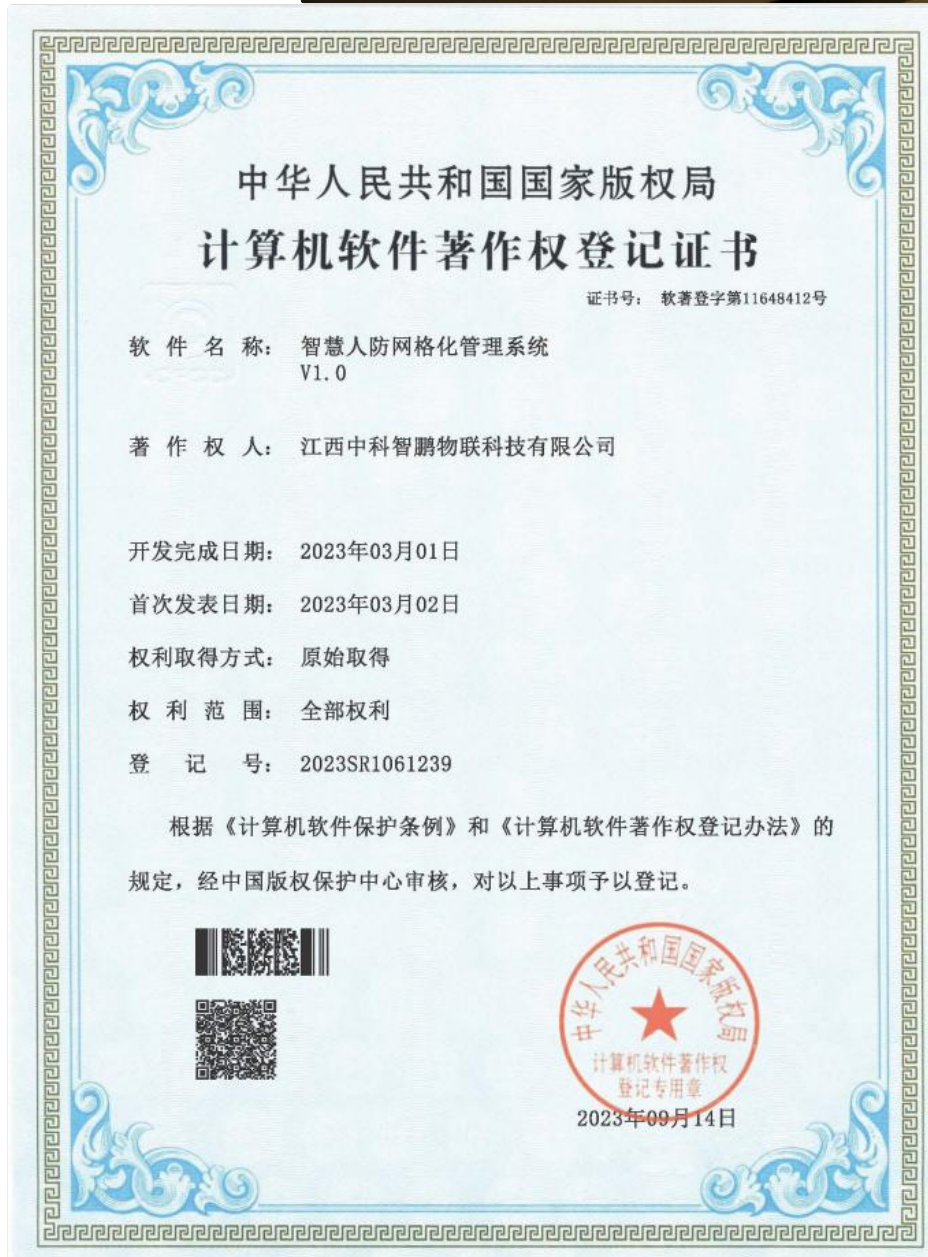 中华人民共和国国家版权局
计算机软件著作权登记证书
证书号： 软著登字第11648412号
软件名称： 智慧人防网格化管理系统
V1.0
著作权人： 江西中科智鹏物联科技有限公司
开发完成日期： 2023年03月01日
首次发表日期： 2023年03月02日
权利取得方式： 原始取得
权利范围： 全部权利
登记号： 2023SR1061239
根据《计算机软件保护条例》和《计算机软件著作权登记办法》的
规定，经中国版权保护中心审核，对以上事项予以登记。
中华人民共和国国家版权局
计算机软件著作权
登记专用章
2023年09月14日